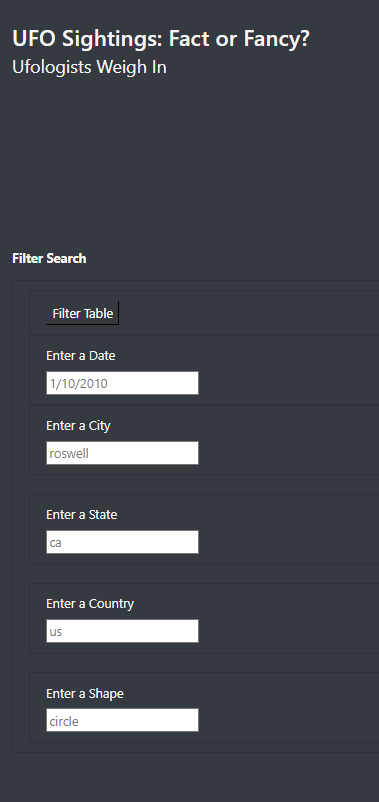 UFO Sightings: Fact or Fancy?
Ufologists Weigh In
Filter Search
Filter Table
Enter a Date
1/10/2010
Enter a City
roswell
Enter a State
ca
Enter a Country
us
Enter a Shape
circle